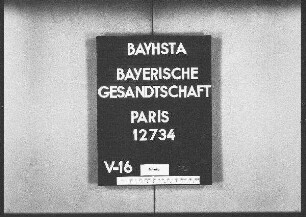 BAYHSTA
BAYERISCHE
GESANDTSCHAFT
PARIS
12734
V-16